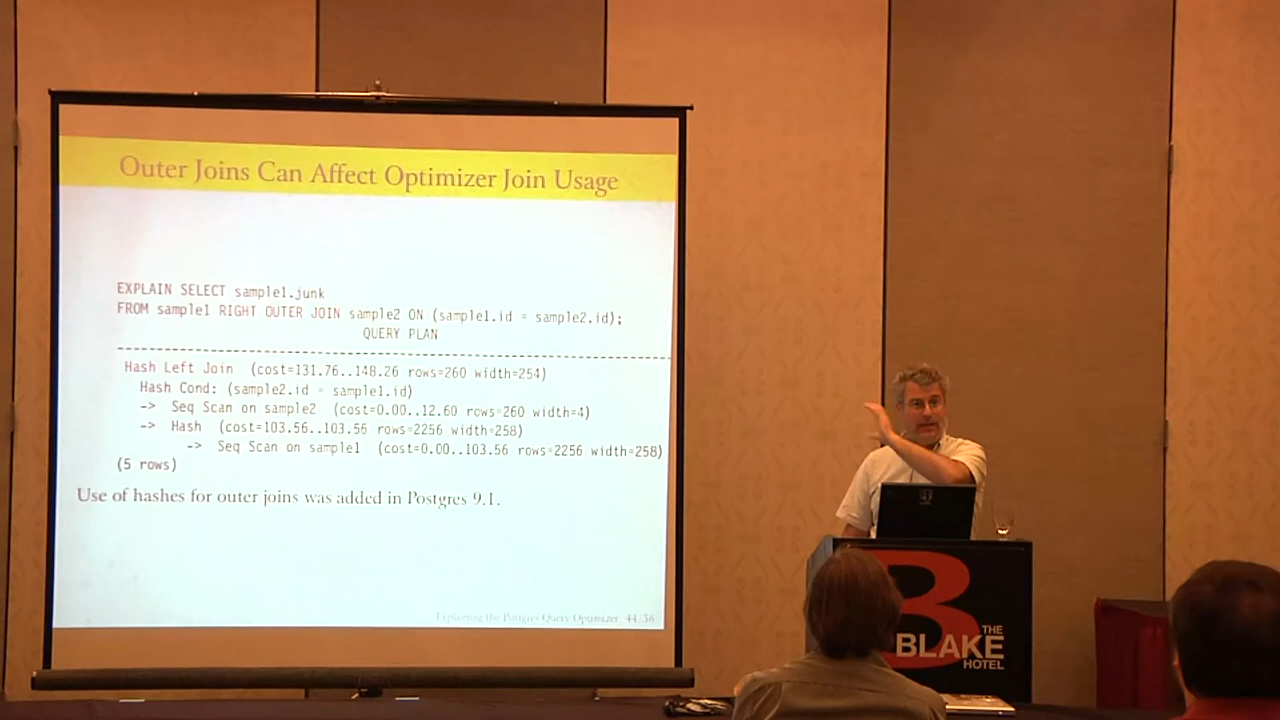 Outer Joins Can Affect Optimizer Join Usage
EXPLAIN SELECT sample1.junk
FROM sample1 RIGHT OUTER JOIN sample2 ON (sample1.id = sample2.id);
QUERY PLAN
--------------------------------------------------------------------------------
Hash Left Join (cost=131.76..148.26 rows=260 width=254)
Hash Cond: (sample2.id = sample1.id)
-> Seq Scan on sample2 (cost=0.00..12.60 rows=260 width=4)
-> Hash (cost=103.56..103.56 rows=2256 width=258)
-> Seq Scan on sample1 (cost=0.00..103.56 rows=2256 width=258)
(5 rows)
Use of hashes for outer joins was added in Postgres 9.1.
Explaining the Postgres Query Optimizer 44/56
B
THE
BLAKE
HOTEL